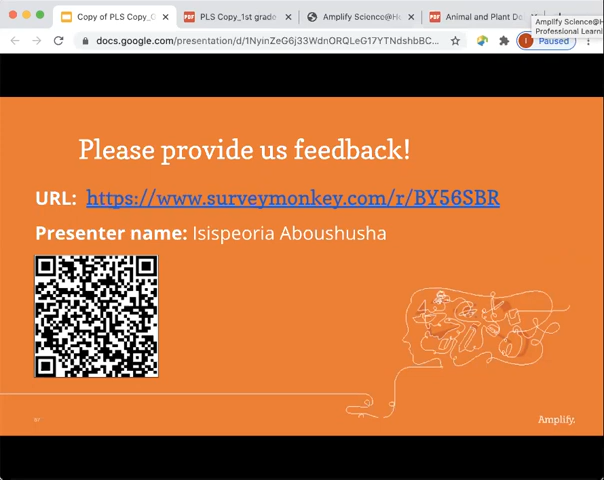 Copy of PLS Copy_
PLS Copy_1st grade
Amplify Science@H
Animal and Plant De
Amplify Science@H
Professional Learni
docs.google.com/presentation/d/1NyinZeG6j33WdnORQLeG17YTNdshbBC...
Paused
Please provide us feedback!
URL: https://www.surveymonkey.com/r/BY56SBR
Presenter name: Isispeoria Aboushusha
Amplify.